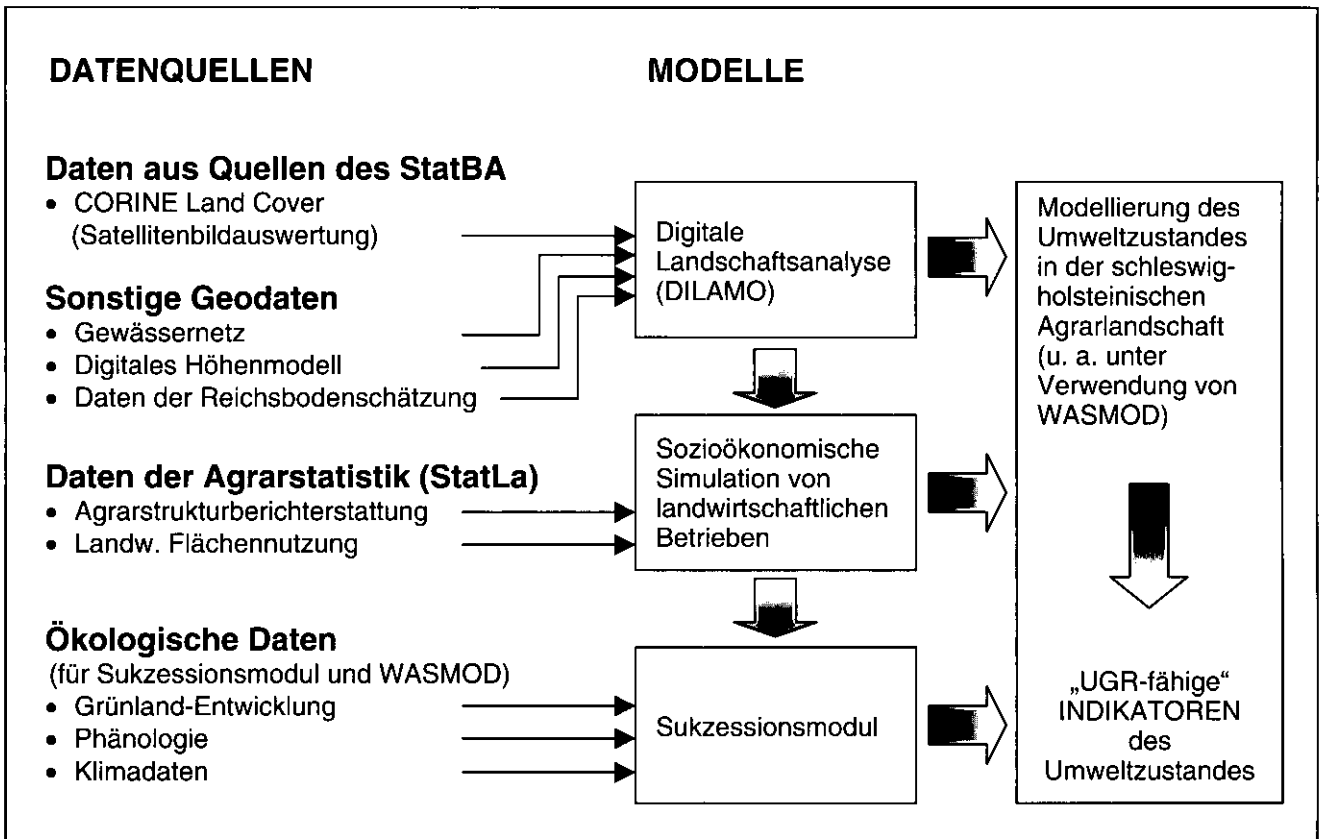 DATENQUELLEN
MODELLE
Daten aus Quellen des StatBA
• CORINE Land Cover
(Satellitenbildauswertung)
Sonstige Geodaten
• Gewässernetz
• Digitales Höhenmodell
• Daten der Reichsbodenschätzung
Daten der Agrarstatistik (StatLa)
• Agrarstrukturberichterstattung
• Landw. Flächennutzung
Ökologische Daten
(für Sukzessionsmodul und WASMOD)
• Grünland-Entwicklung
• Phänologie
• Klimadaten
Digitale
Landschaftsanalyse
(DILAMO)
Sozioökonomische
Simulation von
landwirtschaftlichen
Betrieben
Sukzessionsmodul
Modellierung des
Umweltzustandes
in der schleswig-
holsteinischen
Agrarlandschaft
(u. a. unter
Verwendung von
WASMOD)
„UGR-fähige“
INDIKATOREN
des
Umweltzustandes